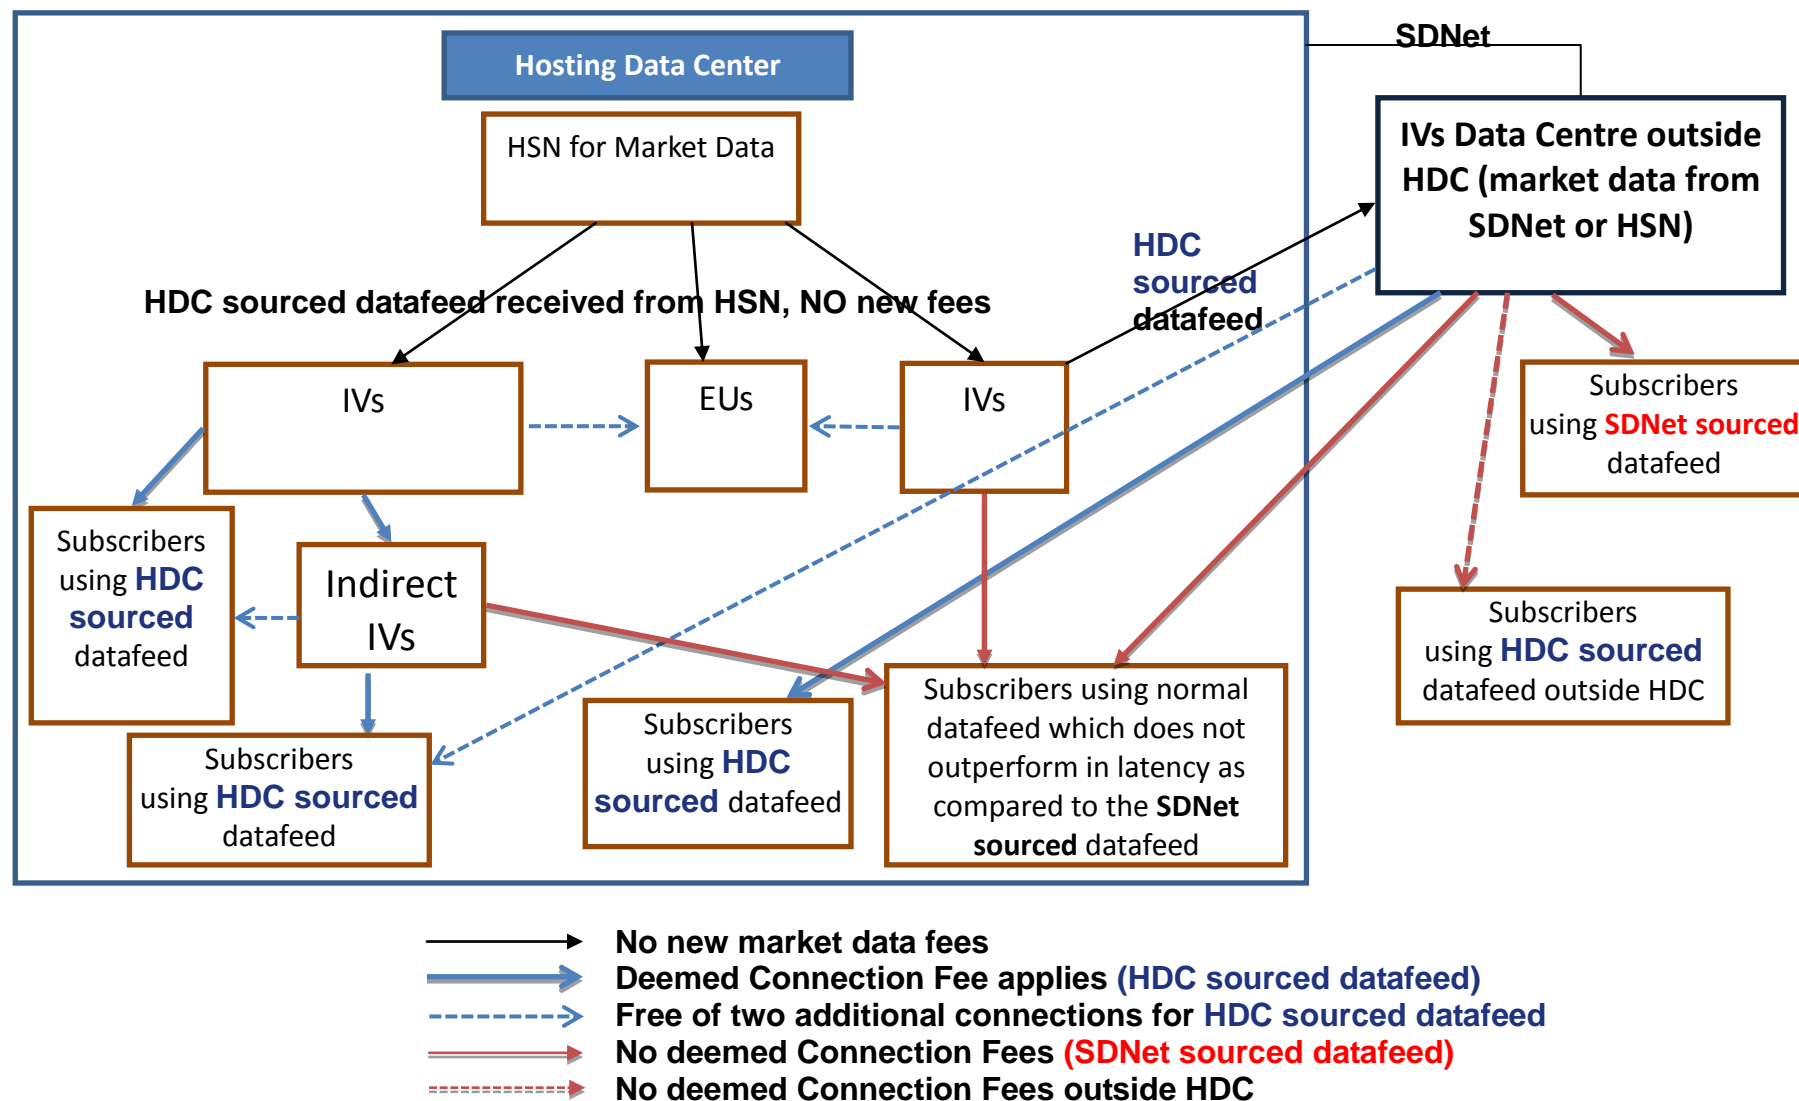 SDNet
Hosting Data Center
HSN for Market Data
IVs Data Centre outside
HDC (market data from
SDNet or HSN)
HDC
sourced
datafeed
HDC sourced datafeed received from HSN, NO new fees
IVs
EUs
IVs
Subscribers
using SDNet sourced
datafeed
Subscribers
using HDC
sourced
datafeed
Indirect
IVs
Subscribers
using HDC sourced
datafeed outside HDC
Subscribers
using HDC sourced
datafeed
Subscribers
using HDC
sourced datafeed
Subscribers using normal
datafeed which does not
outperform in latency as
compared to the SDNet
sourced datafeed
No new market data fees
Deemed Connection Fee applies (HDC sourced datafeed)
Free of two additional connections for HDC sourced datafeed
No deemed Connection Fees (SDNet sourced datafeed)
No deemed Connection Fees outside HDC